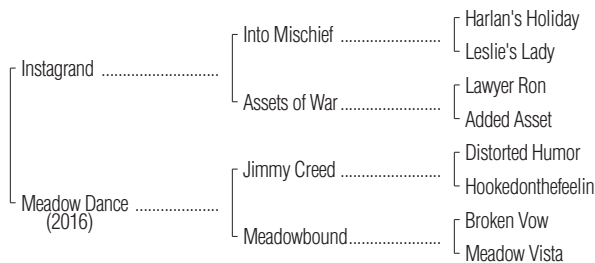 Harlan's Holiday
Into Mischief ........................
Leslie's Lady
Instagrand ............................
Lawyer Ron
Assets of War ........................
Added Asset
Distorted Humor
Jimmy Creed ........................
Hookedonthefeelin
Meadow Dance ....................
(2016)
Broken Vow
Meadowbound......................
Meadow Vista